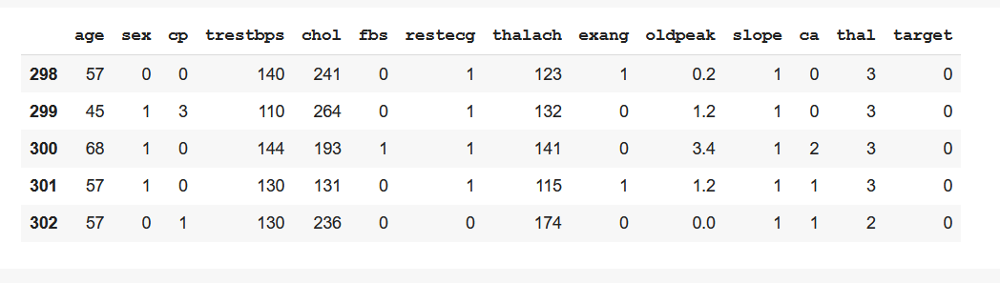 age sex cp trestbps chol fbs restecg thalach exang oldpeak slope ca thal target
298 57 0 0 140 241 0 1 123 1 0.2 1 0 3 0
299 45 1 3 110 264 0 1 132 0 1.2 1 0 3 0
300 68 1 0 144 193 1 1 141 0 3.4 1 2 3 0
301 57 1 0 130 131 0 1 115 1 1.2 1 1 3 0
302 57 0 1 130 236 0 0 174 0 0.0 1 1 2 0